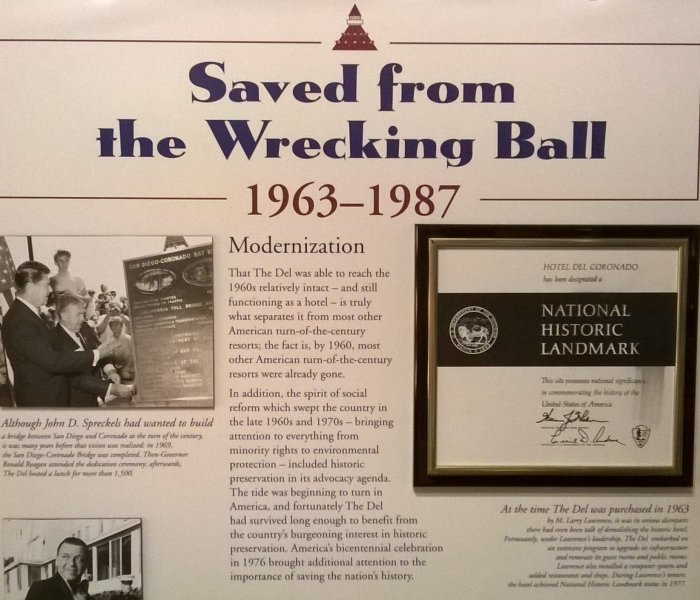 Saved from
the Wrecking Ball
1963–1987
SAN DIEGO-CORONADO BAY
Although John D. Spreckels had wanted to build
a bridge between San Diego and Coronado at the turn of the century,
it was many years before that vision was realized: in 1969,
the San Diego-Coronado Bridge was completed. Then-Governor
Ronald Reagan attended the dedication ceremony; afterwards,
The Del hosted a lunch for more than 1,500.
Modernization
That The Del was able to reach the
1960s relatively intact – and still
functioning as a hotel – is truly
what separates it from most other
American turn-of-the-century
resorts; the fact is, by 1960, most
other American turn-of-the-century
resorts were already gone.
In addition, the spirit of social
reform which swept the country in
the late 1960s and 1970s – bringing
attention to everything from
minority rights to environmental
protection – included historic
preservation in its advocacy agenda.
The tide was beginning to turn in
America, and fortunately The Del
had survived long enough to benefit from
the country's burgeoning interest in historic
preservation. America's bicentennial celebration
in 1976 brought additional attention to the
importance of saving the nation's history.
HOTEL DEL CORONADO
has been designated a
NATIONAL
HISTORIC
LANDMARK
This site possesses national significance
in commemorating the history of the
United States of America
At the time The Del was purchased in 1963
by M. Larry Lawrence, it was in serious disrepair;
there had even been talk of demolishing the historic hotel.
Fortunately, under Lawrence's leadership, The Del embarked on
an extensive program to upgrade its infrastructure
and renovate its guest rooms and public rooms;
Lawrence also installed a computer system and
added restaurants and shops. During Lawrence's tenure,
the hotel achieved National Historic Landmark status in 1977.